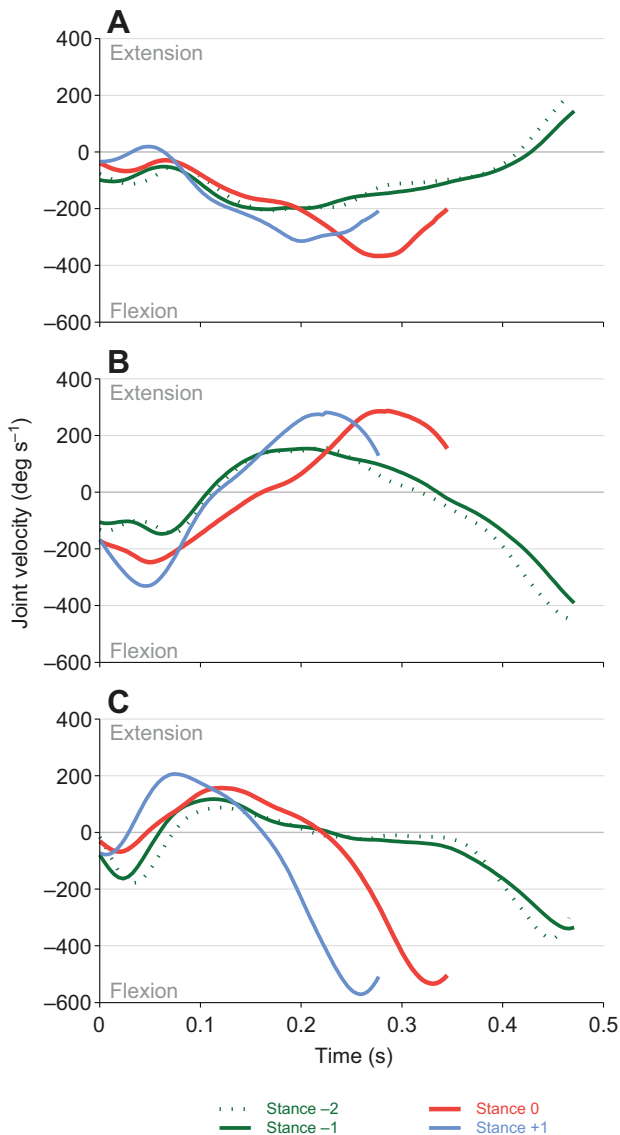 A
400
Extension
200
0
–200
–400
Flexion
–600
B
400
Extension
200
0
–200
–400
Flexion
–600
Joint velocity (deg s–1)
C
400
Extension
200
0
–200
–400
Flexion
–600
0 0.1 0.2 0.3 0.4 0.5
Time (s)
Stance –2 Stance 0
Stance –1 Stance +1